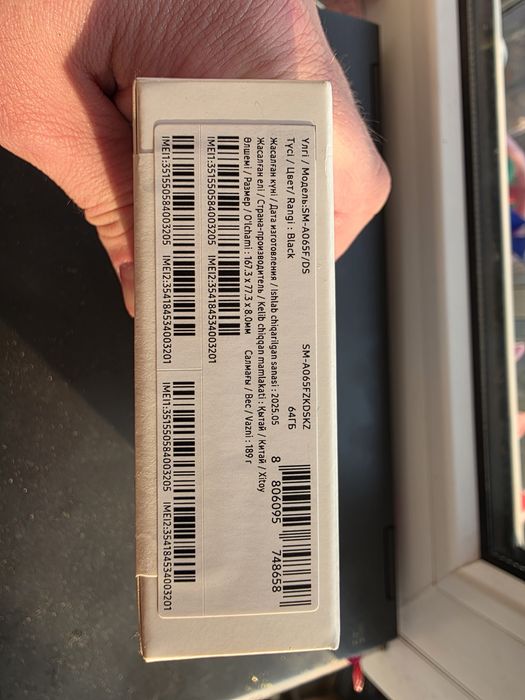 Үлгі / Модель:SM-A065F/DS SM-A065FZKDSKZ
Түсі / Цвет/ Rangi : Black 64ГБ
Жасалған күні / Дата изготовления / Ishlab chiqarilgan sanasi : 2025.05
Жасалған елі / Страна-производитель / Kelib chiqqan mamlakati : Қытай / Китай / Xitoy
Өлшемі / Размер / O'lchami : 167.3 x 77.3 x 8.0мм Салмағы / Вес / Vazni : 189 г
8 806095 748658
IMEI1:351550584003205 IMEI2:354184534003201
IMEI1:351550584003205 IMEI2:354184534003201
IMEI1:351550584003205 IMEI2:354184534003201